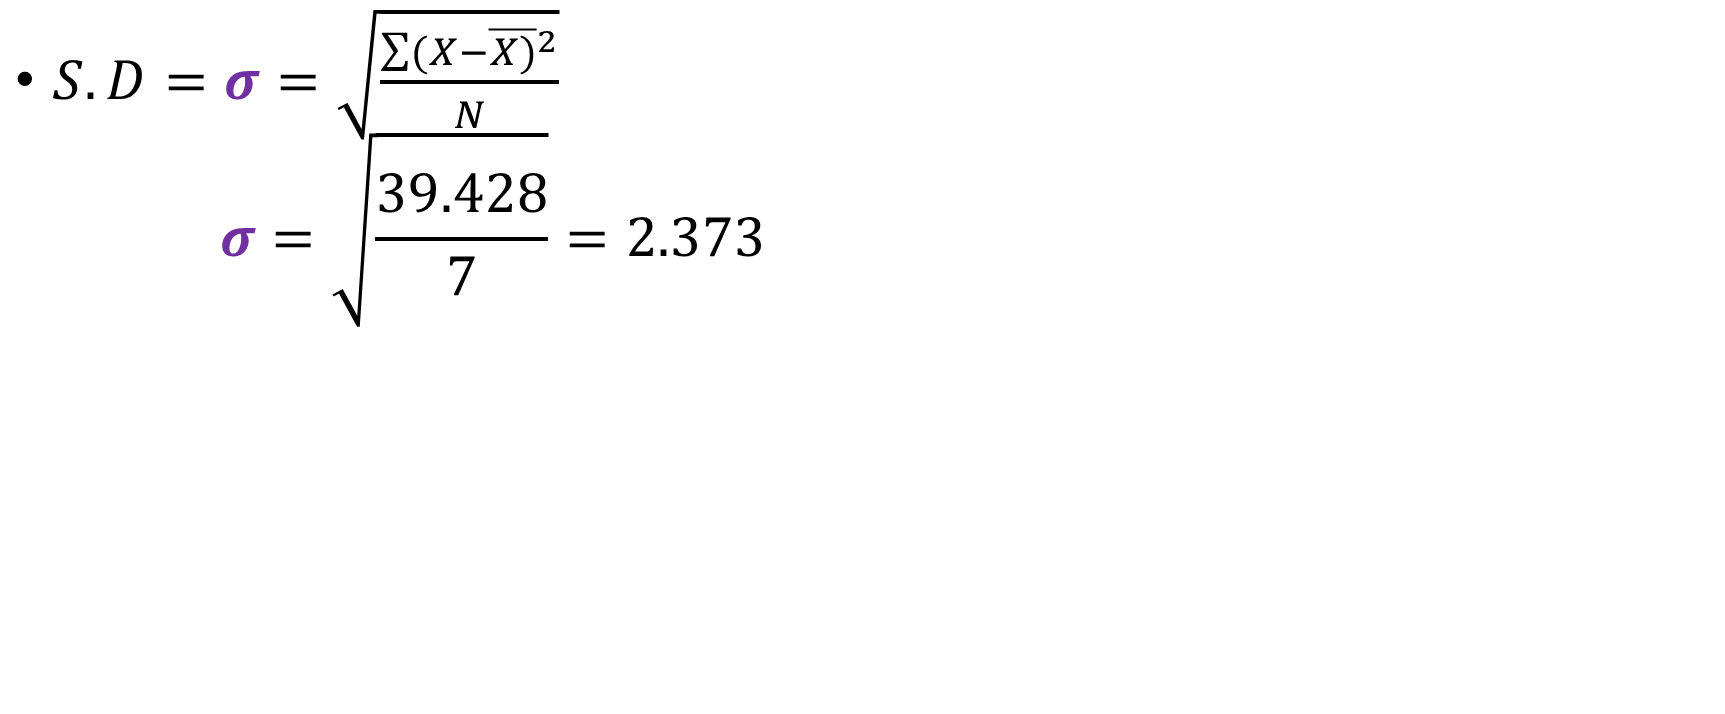 • S.D = σ = √(∑(X−X̅)²/N)
σ = √(39.428/7) = 2.373